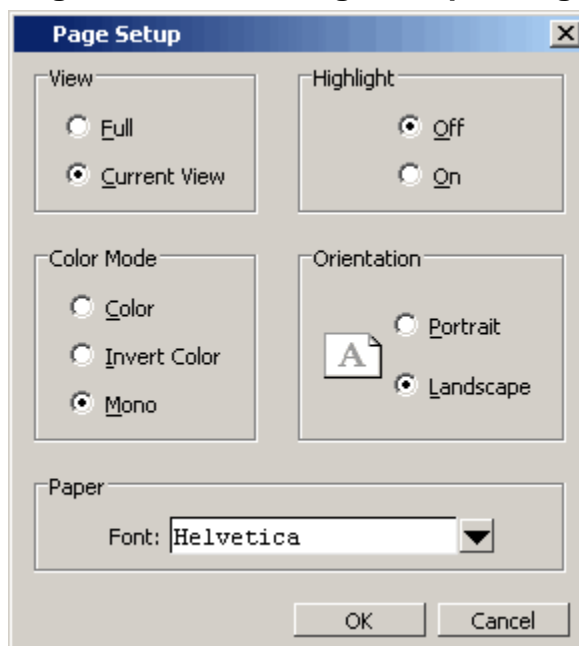 Page Setup
View
Full
Current View
Highlight
Off
On
Color Mode
Color
Invert Color
Mono
Orientation
A
Portrait
Landscape
Paper
Font: Helvetica
OK Cancel